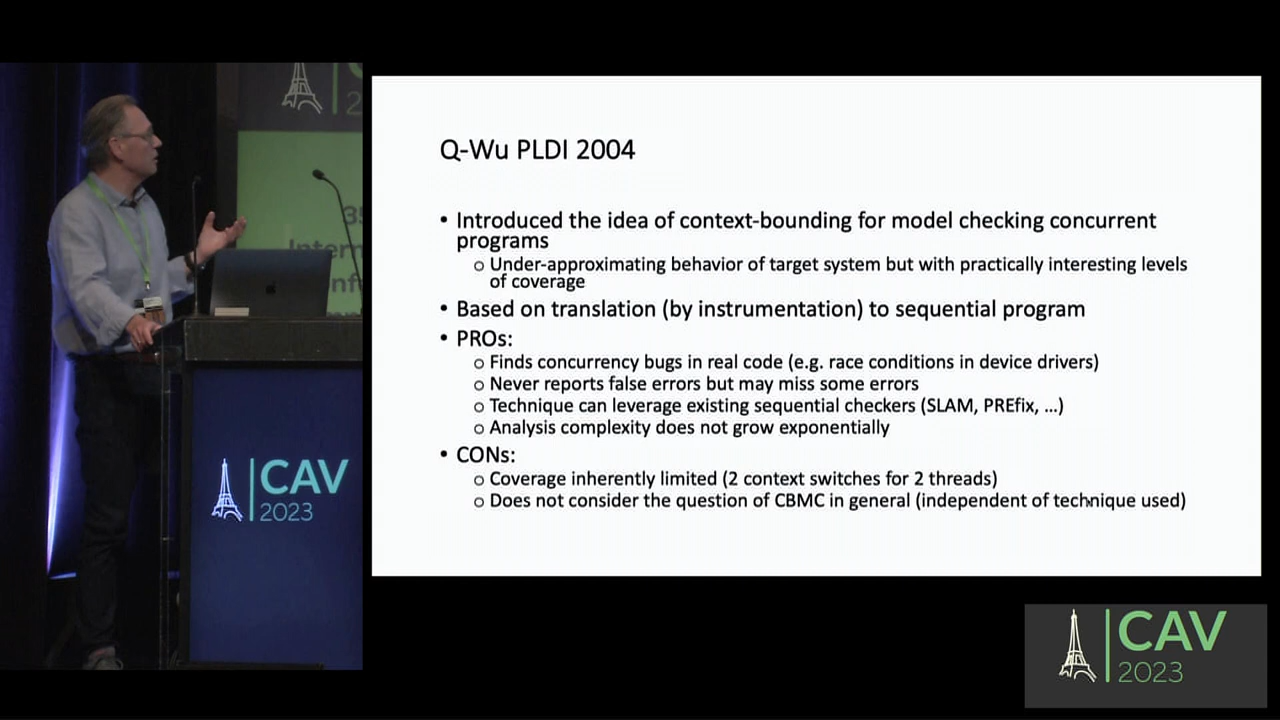 Q-Wu PLDI 2004
• Introduced the idea of context-bounding for model checking concurrent
programs
o Under-approximating behavior of target system but with practically interesting levels
of coverage
• Based on translation (by instrumentation) to sequential program
• PROs:
o Finds concurrency bugs in real code (e.g. race conditions in device drivers)
o Never reports false errors but may miss some errors
o Technique can leverage existing sequential checkers (SLAM, PREfix, ...)
o Analysis complexity does not grow exponentially
• CONs:
o Coverage inherently limited (2 context switches for 2 threads)
o Does not consider the question of CBMC in general (independent of technique used)
CAV
2023
CAV
2023